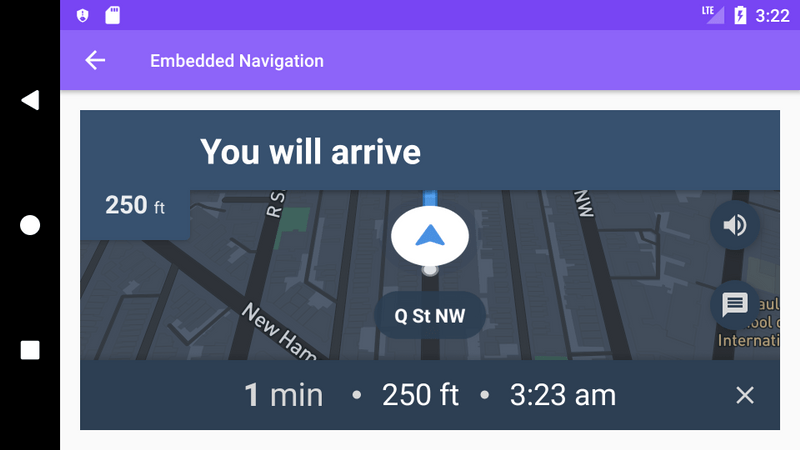 LTE
3:22
Embedded Navigation
You will arrive
250 ft
R S
NW
Q St NW
New Ham
aul
ool
Internati
1 min • 250 ft • 3:23 am